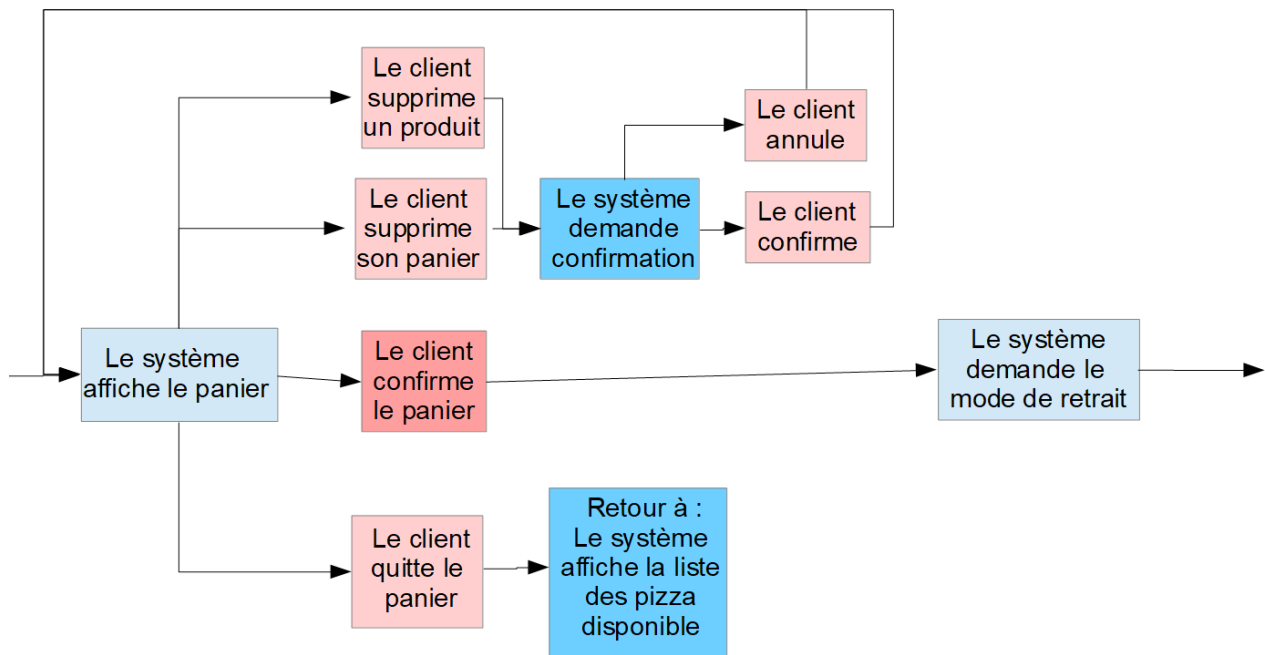 Le client
supprime
un produit
Le client
annule
Le client
supprime
son panier
Le système
demande
confirmation
Le client
confirme
Le système
affiche le panier
Le client
confirme
le panier
Le système
demande le
mode de retrait
Le client
quitte le
panier
Retour à :
Le système
affiche la liste
des pizza
disponible